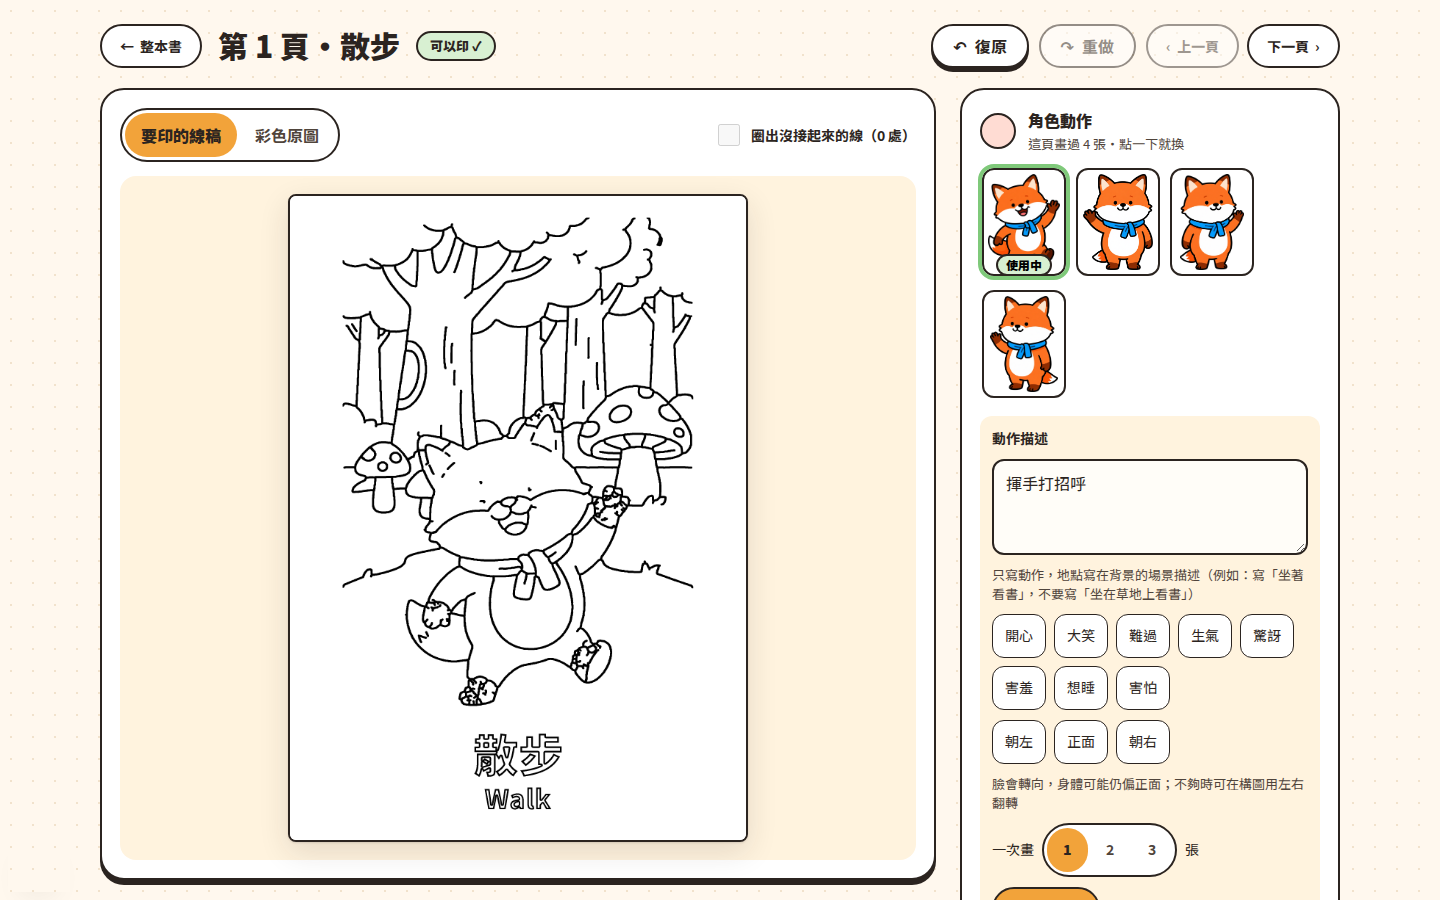 ← 整本書
第 1 頁・散步
可以印 ✓
↶ 復原
↷ 重做
‹ 上一頁
下一頁 ›
要印的線稿
彩色原圖
圈出沒接起來的線（0 處）
散步
Walk
角色動作
這頁畫過 4 張・點一下就換
使用中
動作描述
揮手打招呼
只寫動作，地點寫在背景的場景描述（例如：寫「坐著
看書」，不要寫「坐在草地上看書」）
開心
大笑
難過
生氣
驚訝
害羞
想睡
害怕
朝左
正面
朝右
臉會轉向，身體可能仍偏正面；不夠時可在構圖用左右
翻轉
一次畫
1
2
3
張